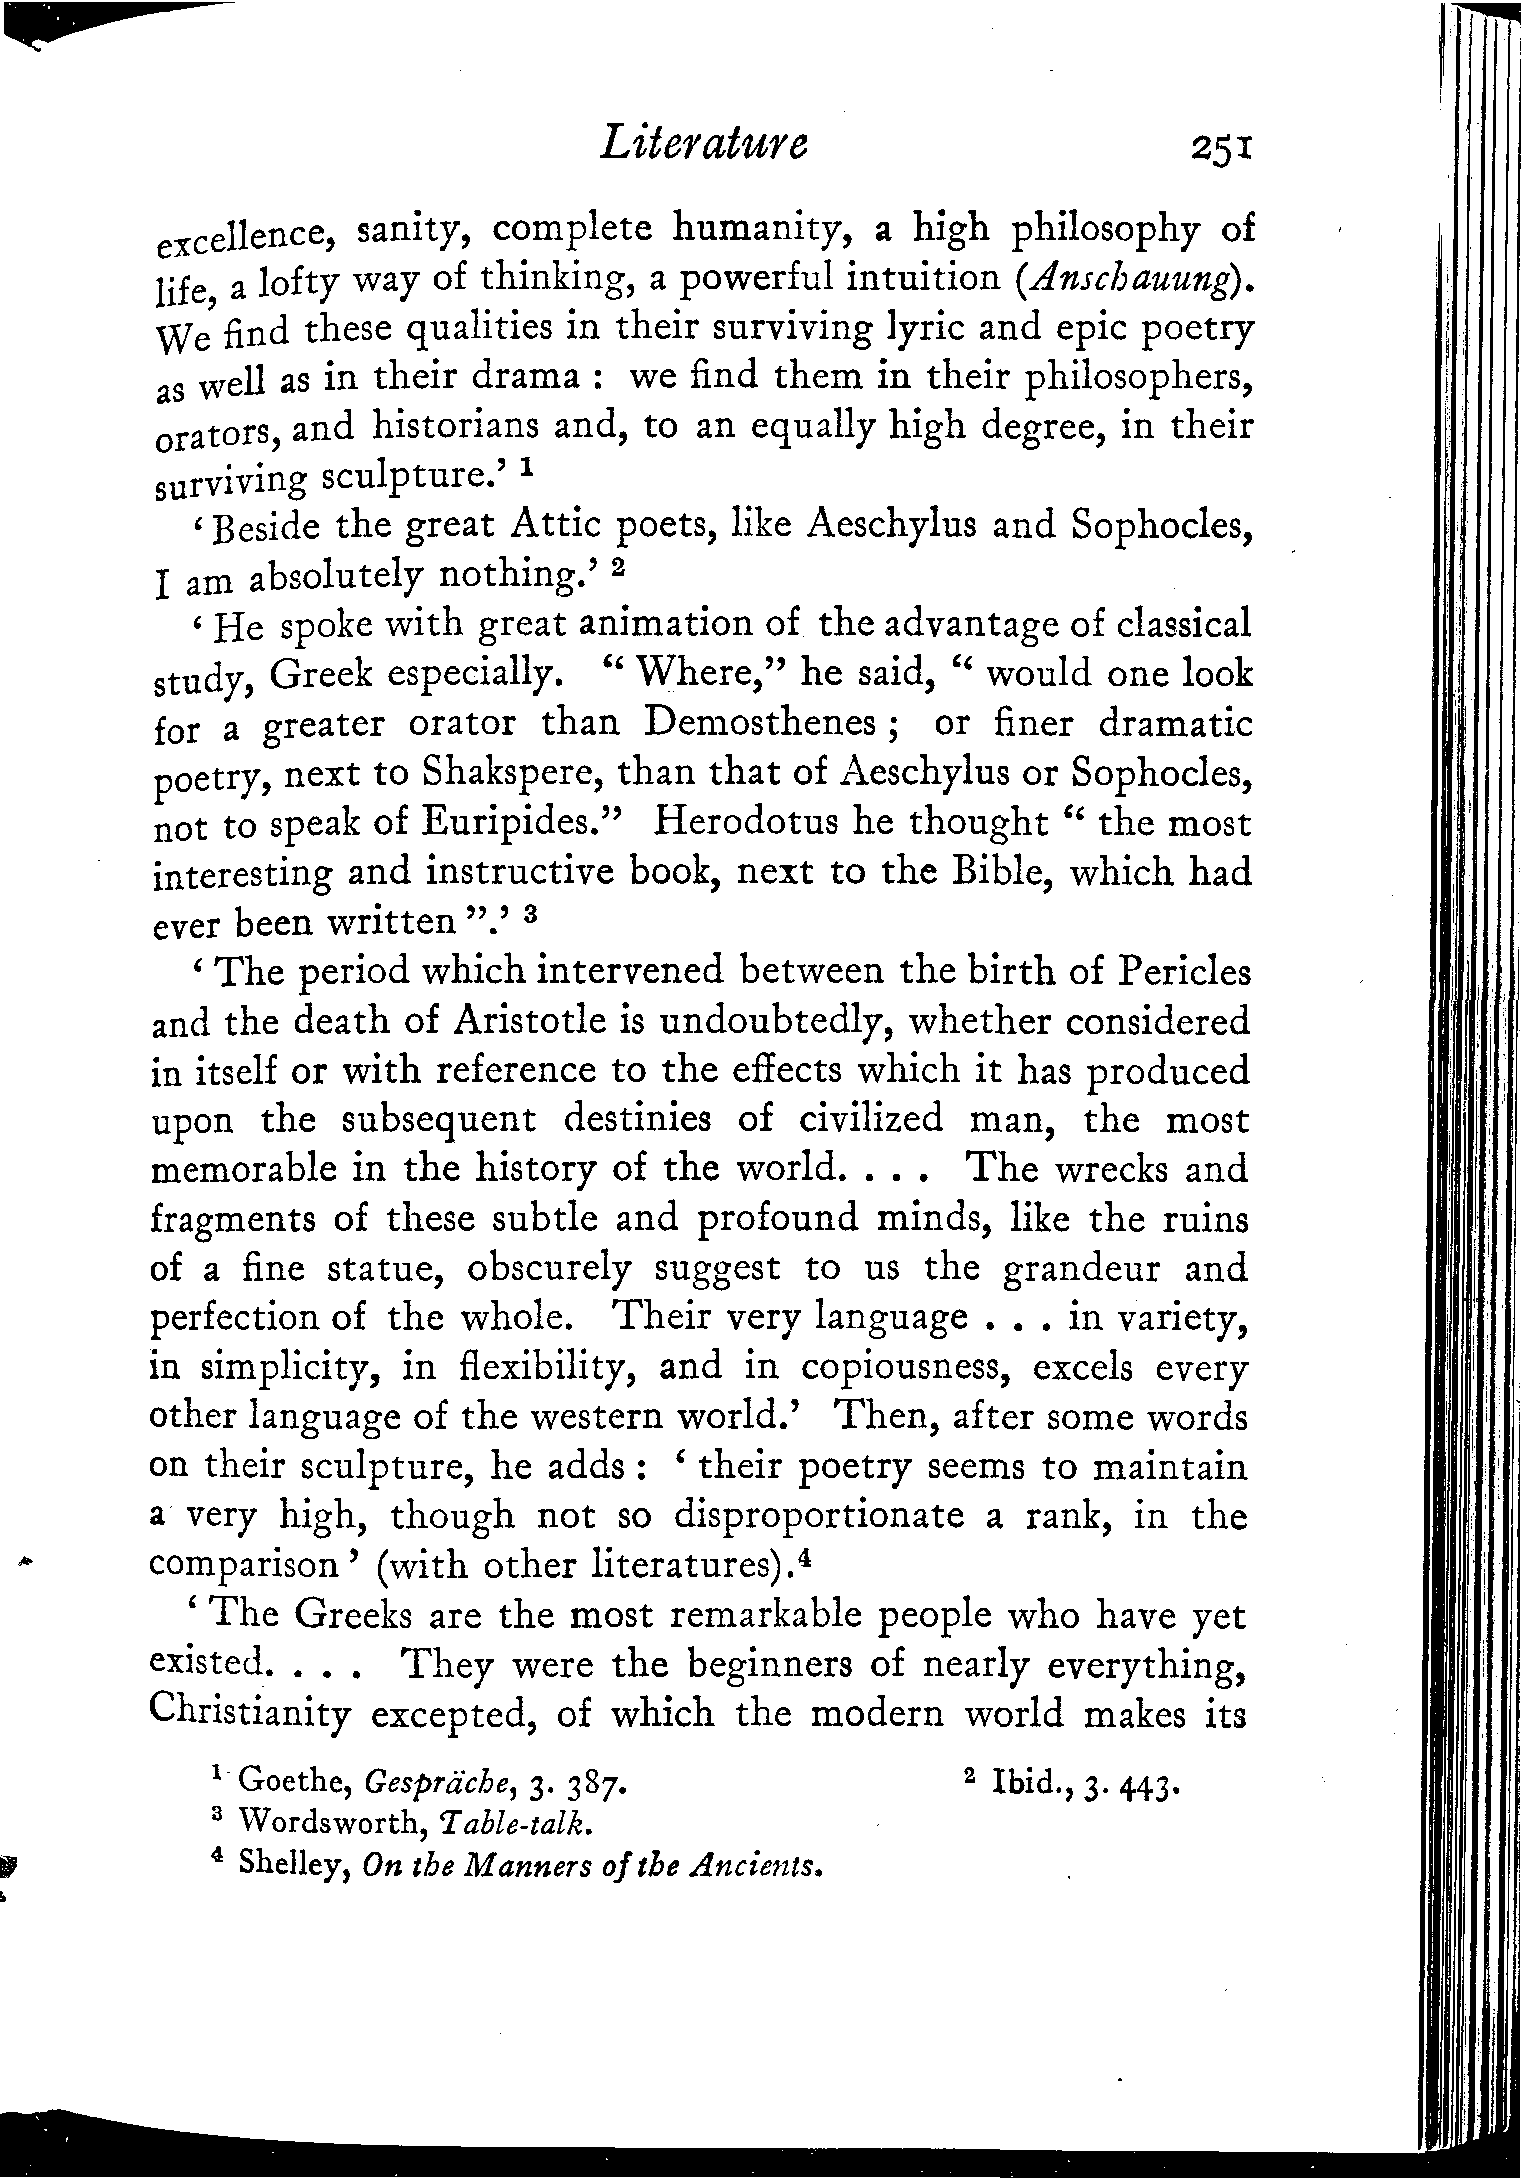 Literature 251
excellence, sanity, complete humanity, a high philosophy of
life, a lofty way of thinking, a powerful intuition (Anschauung).
We find these qualities in their surviving lyric and epic poetry
as well as in their drama : we find them in their philosophers,
orators, and historians and, to an equally high degree, in their
surviving sculpture.’ ¹
‘ Beside the great Attic poets, like Aeschylus and Sophocles,
I am absolutely nothing.’ ²
‘ He spoke with great animation of the advantage of classical
study, Greek especially. “ Where,” he said, “ would one look
for a greater orator than Demosthenes ; or finer dramatic
poetry, next to Shakspere, than that of Aeschylus or Sophocles,
not to speak of Euripides.” Herodotus he thought “ the most
interesting and instructive book, next to the Bible, which had
ever been written ”.’ ³
‘ The period which intervened between the birth of Pericles
and the death of Aristotle is undoubtedly, whether considered
in itself or with reference to the effects which it has produced
upon the subsequent destinies of civilized man, the most
memorable in the history of the world. . . . The wrecks and
fragments of these subtle and profound minds, like the ruins
of a fine statue, obscurely suggest to us the grandeur and
perfection of the whole. Their very language . . . in variety,
in simplicity, in flexibility, and in copiousness, excels every
other language of the western world.’ Then, after some words
on their sculpture, he adds : ‘ their poetry seems to maintain
a very high, though not so disproportionate a rank, in the
comparison ’ (with other literatures).⁴
‘ The Greeks are the most remarkable people who have yet
existed. . . . They were the beginners of nearly everything,
Christianity excepted, of which the modern world makes its
¹ Goethe, Gespräche, 3. 387. ² Ibid., 3. 443.
³ Wordsworth, Table-talk.
⁴ Shelley, On the Manners of the Ancients.